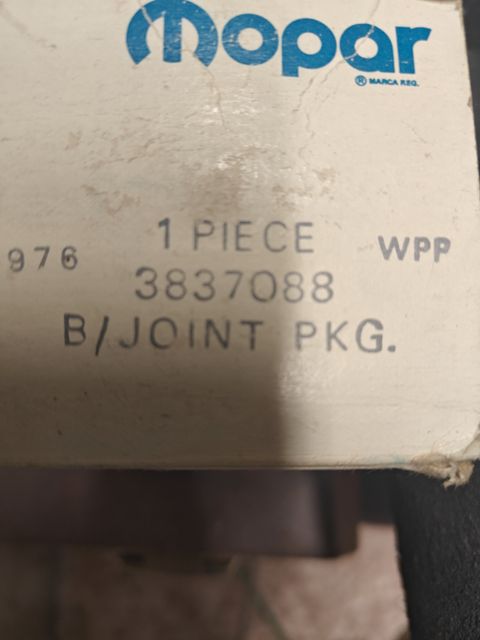 mopar
® MARCA REG.
1 PIECE
976 WPP
3837088
B/JOINT PKG.